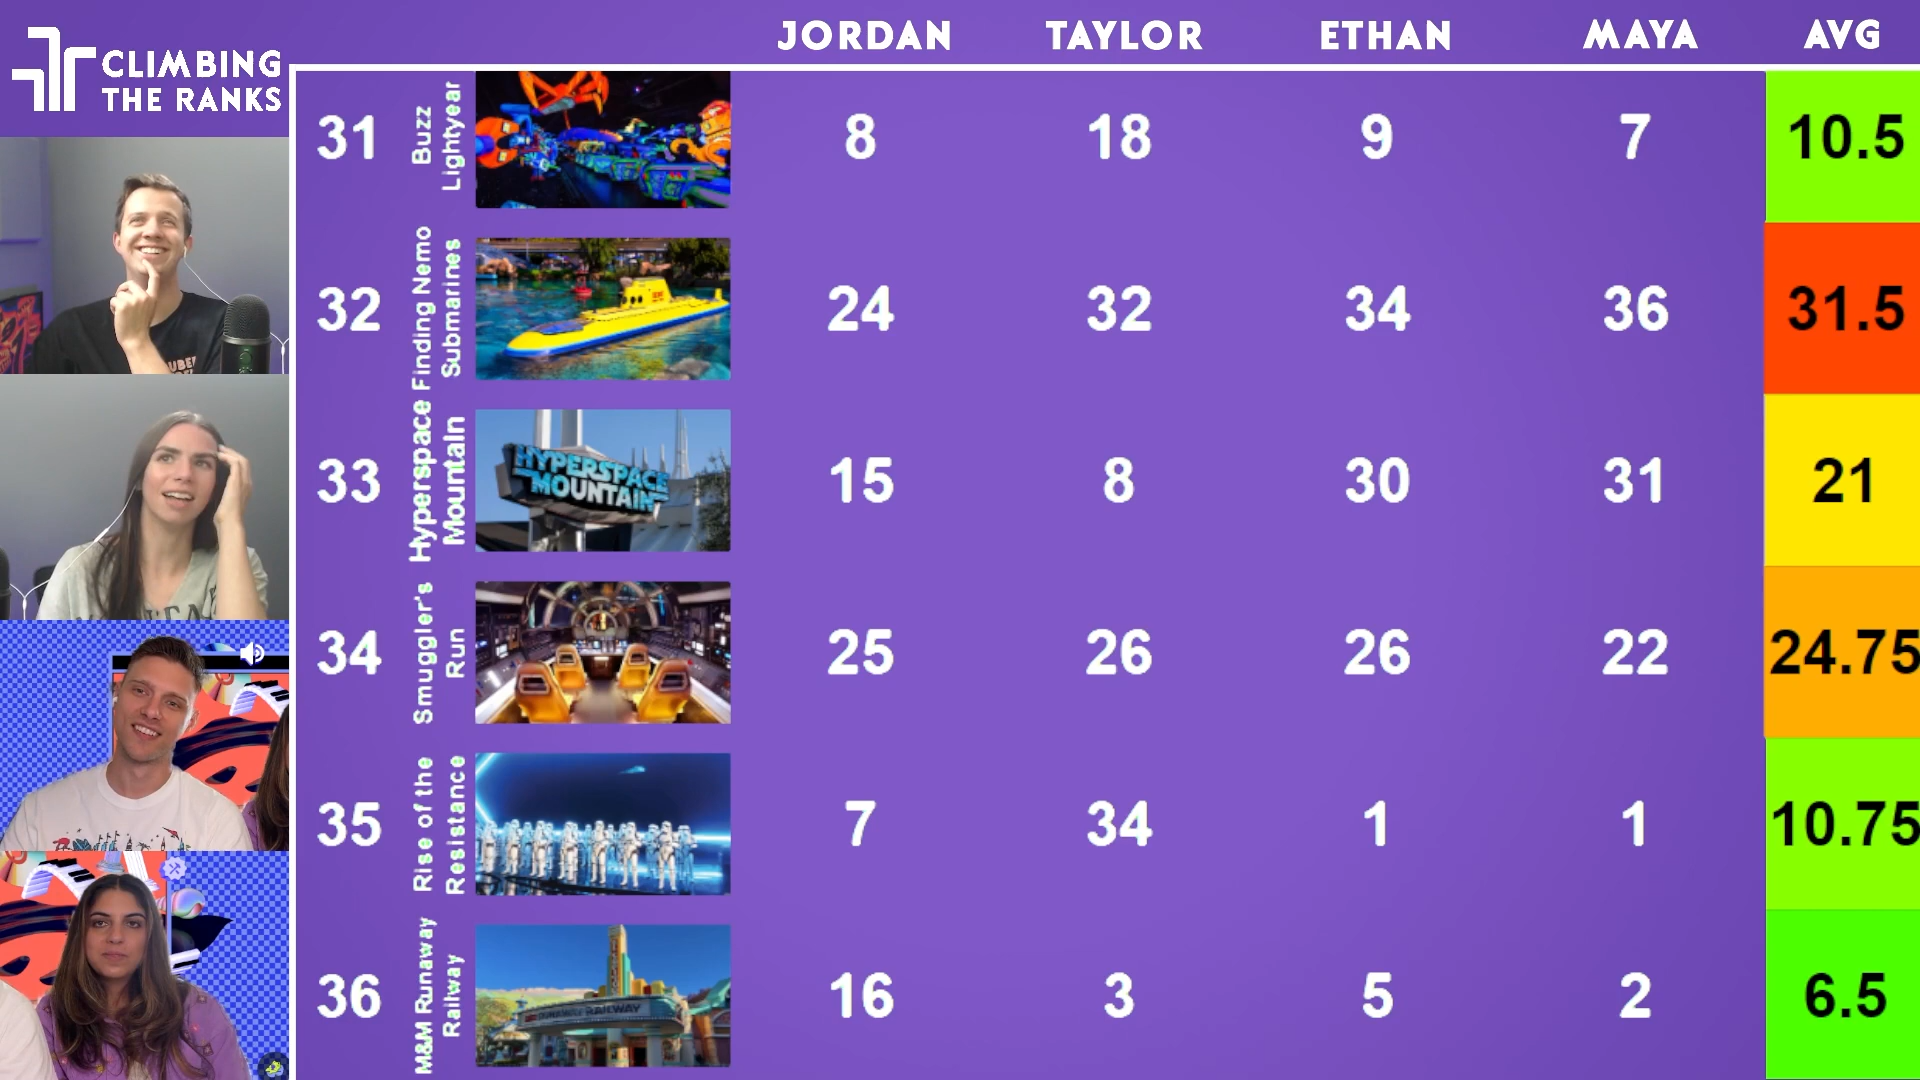 CLIMBING
THE RANKS
JORDAN TAYLOR ETHAN MAYA AVG
31 Buzz
Lightyear
8 18 9 7 10.5
32 Finding Nemo
Submarines
24 32 34 36 31.5
33 Hyperspace
Mountain
HYPERSPACE
MOUNTAIN
15 8 30 31 21
34 Smuggler's
Run
25 26 26 22 24.75
35 Rise of the
Resistance
7 34 1 1 10.75
36 M&M Runaway
Railway
RUNAWAY RAILWAY
16 3 5 2 6.5